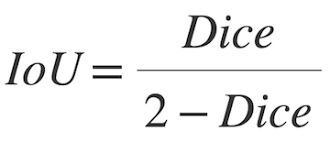 IoU = Dice / 2 − Dice